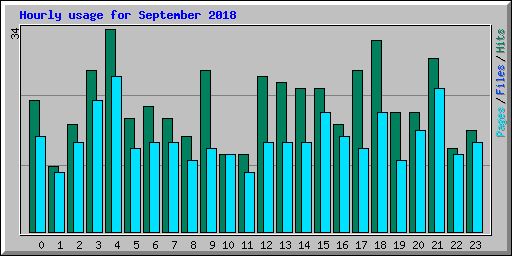 Hourly usage for September 2018
34
Pages/Files/Hits
0 1 2 3 4 5 6 7 8 9 10 11 12 13 14 15 16 17 18 19 20 21 22 23